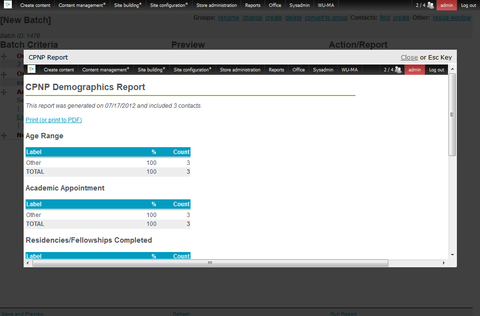 Create content Content management Site building Site configuration Store administration Reports Office Sysadmin WU-MA 2 / 4 admin Log out
[New Batch]
Groups: rename change create delete convert to group Contacts: find create Other:
Batch ID: 1476
Batch Criteria Preview Action/Report
CPNP Report Close or Esc Key
Create content Content management Site building Site configuration Store administration Reports Office Sysadmin WU-MA 2 / 4 admin Log out
CPNP Demographics Report
This report was generated on 07/17/2012 and included 3 contacts.
Print (or print to PDF)
Age Range
Label % Count
Other 100 3
TOTAL 100 3
Academic Appointment
Label % Count
Other 100 3
TOTAL 100 3
Residencies/Fellowships Completed
Label % Count